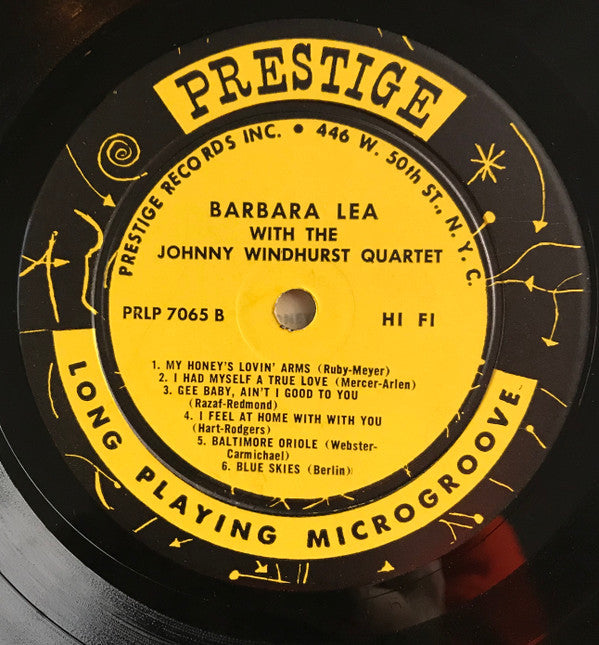 PRESTIGE
PRESTIGE RECORDS INC. • 446 W. 50th ST., N. Y. C.
BARBARA LEA
WITH THE
JOHNNY WINDHURST QUARTET
PRLP 7065 B HI FI
1. MY HONEY'S LOVIN' ARMS (Ruby-Meyer)
2. I HAD MYSELF A TRUE LOVE (Mercer-Arlen)
3. GEE BABY, AIN'T I GOOD TO YOU
(Razaf-Redmond)
4. I FEEL AT HOME WITH WITH YOU
(Hart-Rodgers)
5. BALTIMORE ORIOLE (Webster-
Carmichael)
6. BLUE SKIES (Berlin)
LONG PLAYING MICROGROOVE